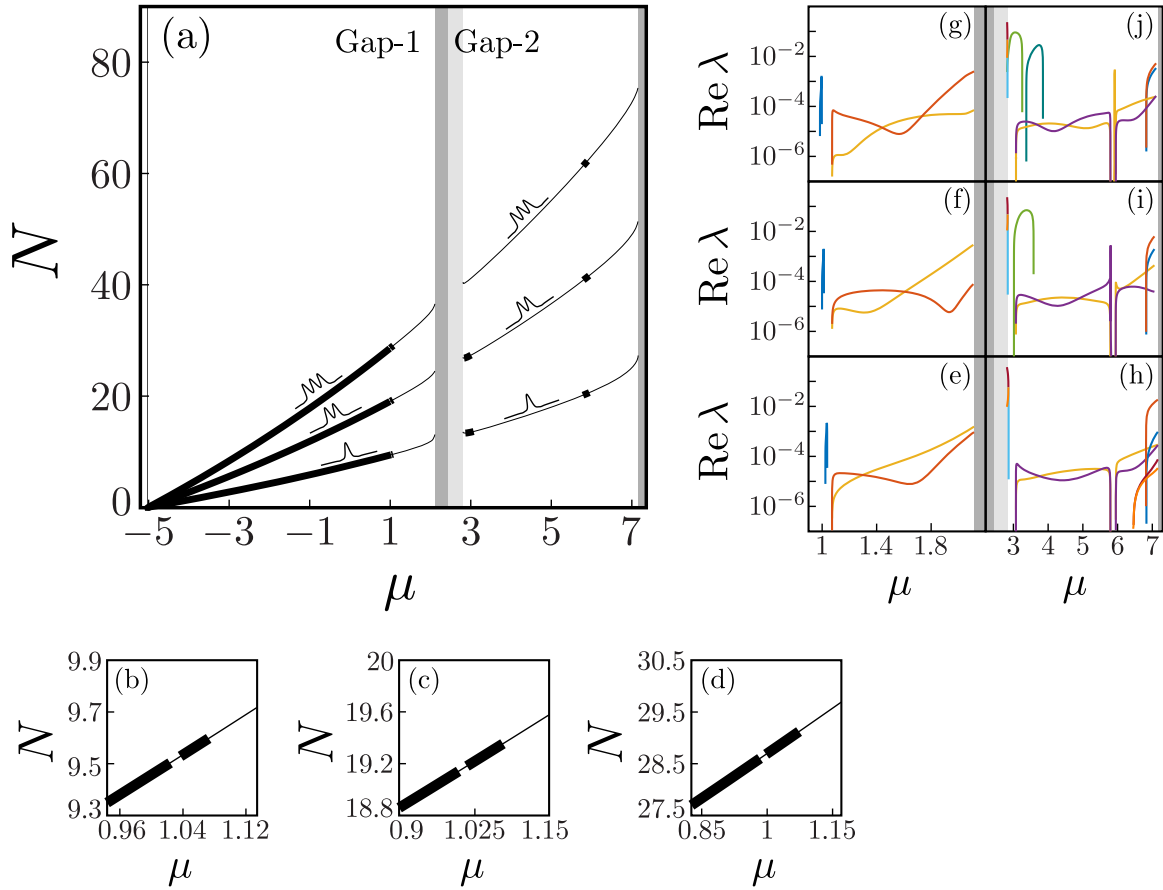 (a)
Gap-1
Gap-2
N
80
60
40
20
0
−5
−3
−1
1
3
5
7
μ
(g)
(j)
Re λ
10⁻²
10⁻⁴
10⁻⁶
(f)
(i)
Re λ
10⁻²
10⁻⁴
10⁻⁶
(e)
(h)
Re λ
10⁻²
10⁻⁴
10⁻⁶
1
1.4
1.8
3
4
5
6
7
μ
μ
(b)
N
9.9
9.7
9.5
9.3
0.96
1.04
1.12
μ
(c)
N
20
19.6
19.2
18.8
0.9
1.025
1.15
μ
(d)
N
30.5
29.5
28.5
27.5
0.85
1
1.15
μ